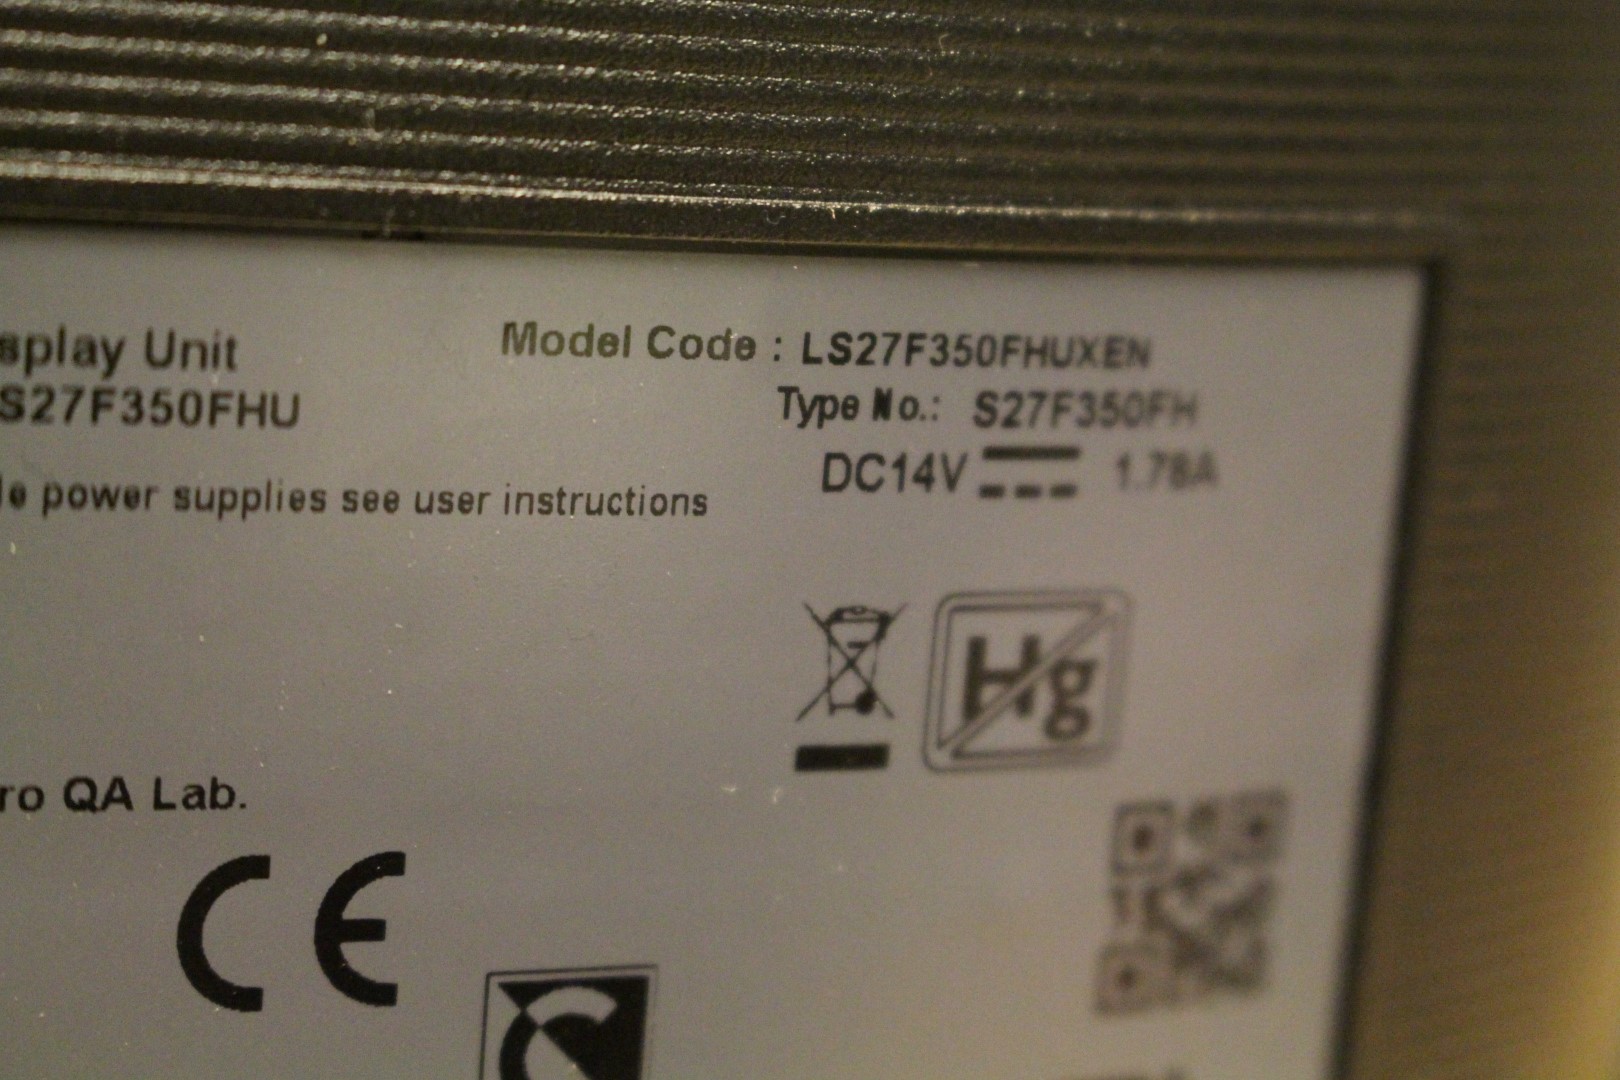 splay Unit
S27F350FHU
Model Code : LS27F350FHUXEN
Type No.: S27F350FH
DC14V 1.78A
le power supplies see user instructions
Hg
ro QA Lab.
CE